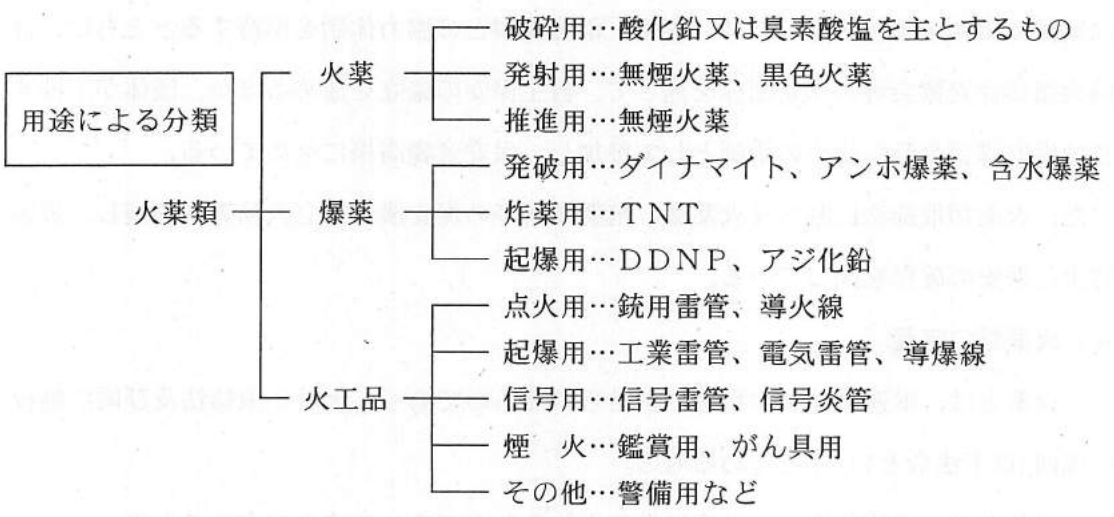 破砕用…酸化鉛又は臭素酸塩を主とするもの
火薬 発射用…無煙火薬、黒色火薬
用途による分類 推進用…無煙火薬
発破用…ダイナマイト、アンホ爆薬、含水爆薬
火薬類 爆薬 炸薬用…TNT
起爆用…DDNP、アジ化鉛
点火用…銃用雷管、導火線
起爆用…工業雷管、電気雷管、導爆線
火工品 信号用…信号雷管、信号炎管
煙 火…鑑賞用、がん具用
その他…警備用など